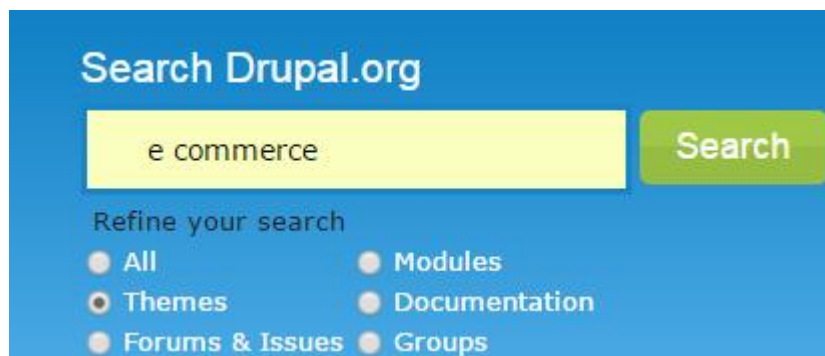 Search Drupal.org
e commerce Search
Refine your search
All Modules
Themes Documentation
Forums & Issues Groups